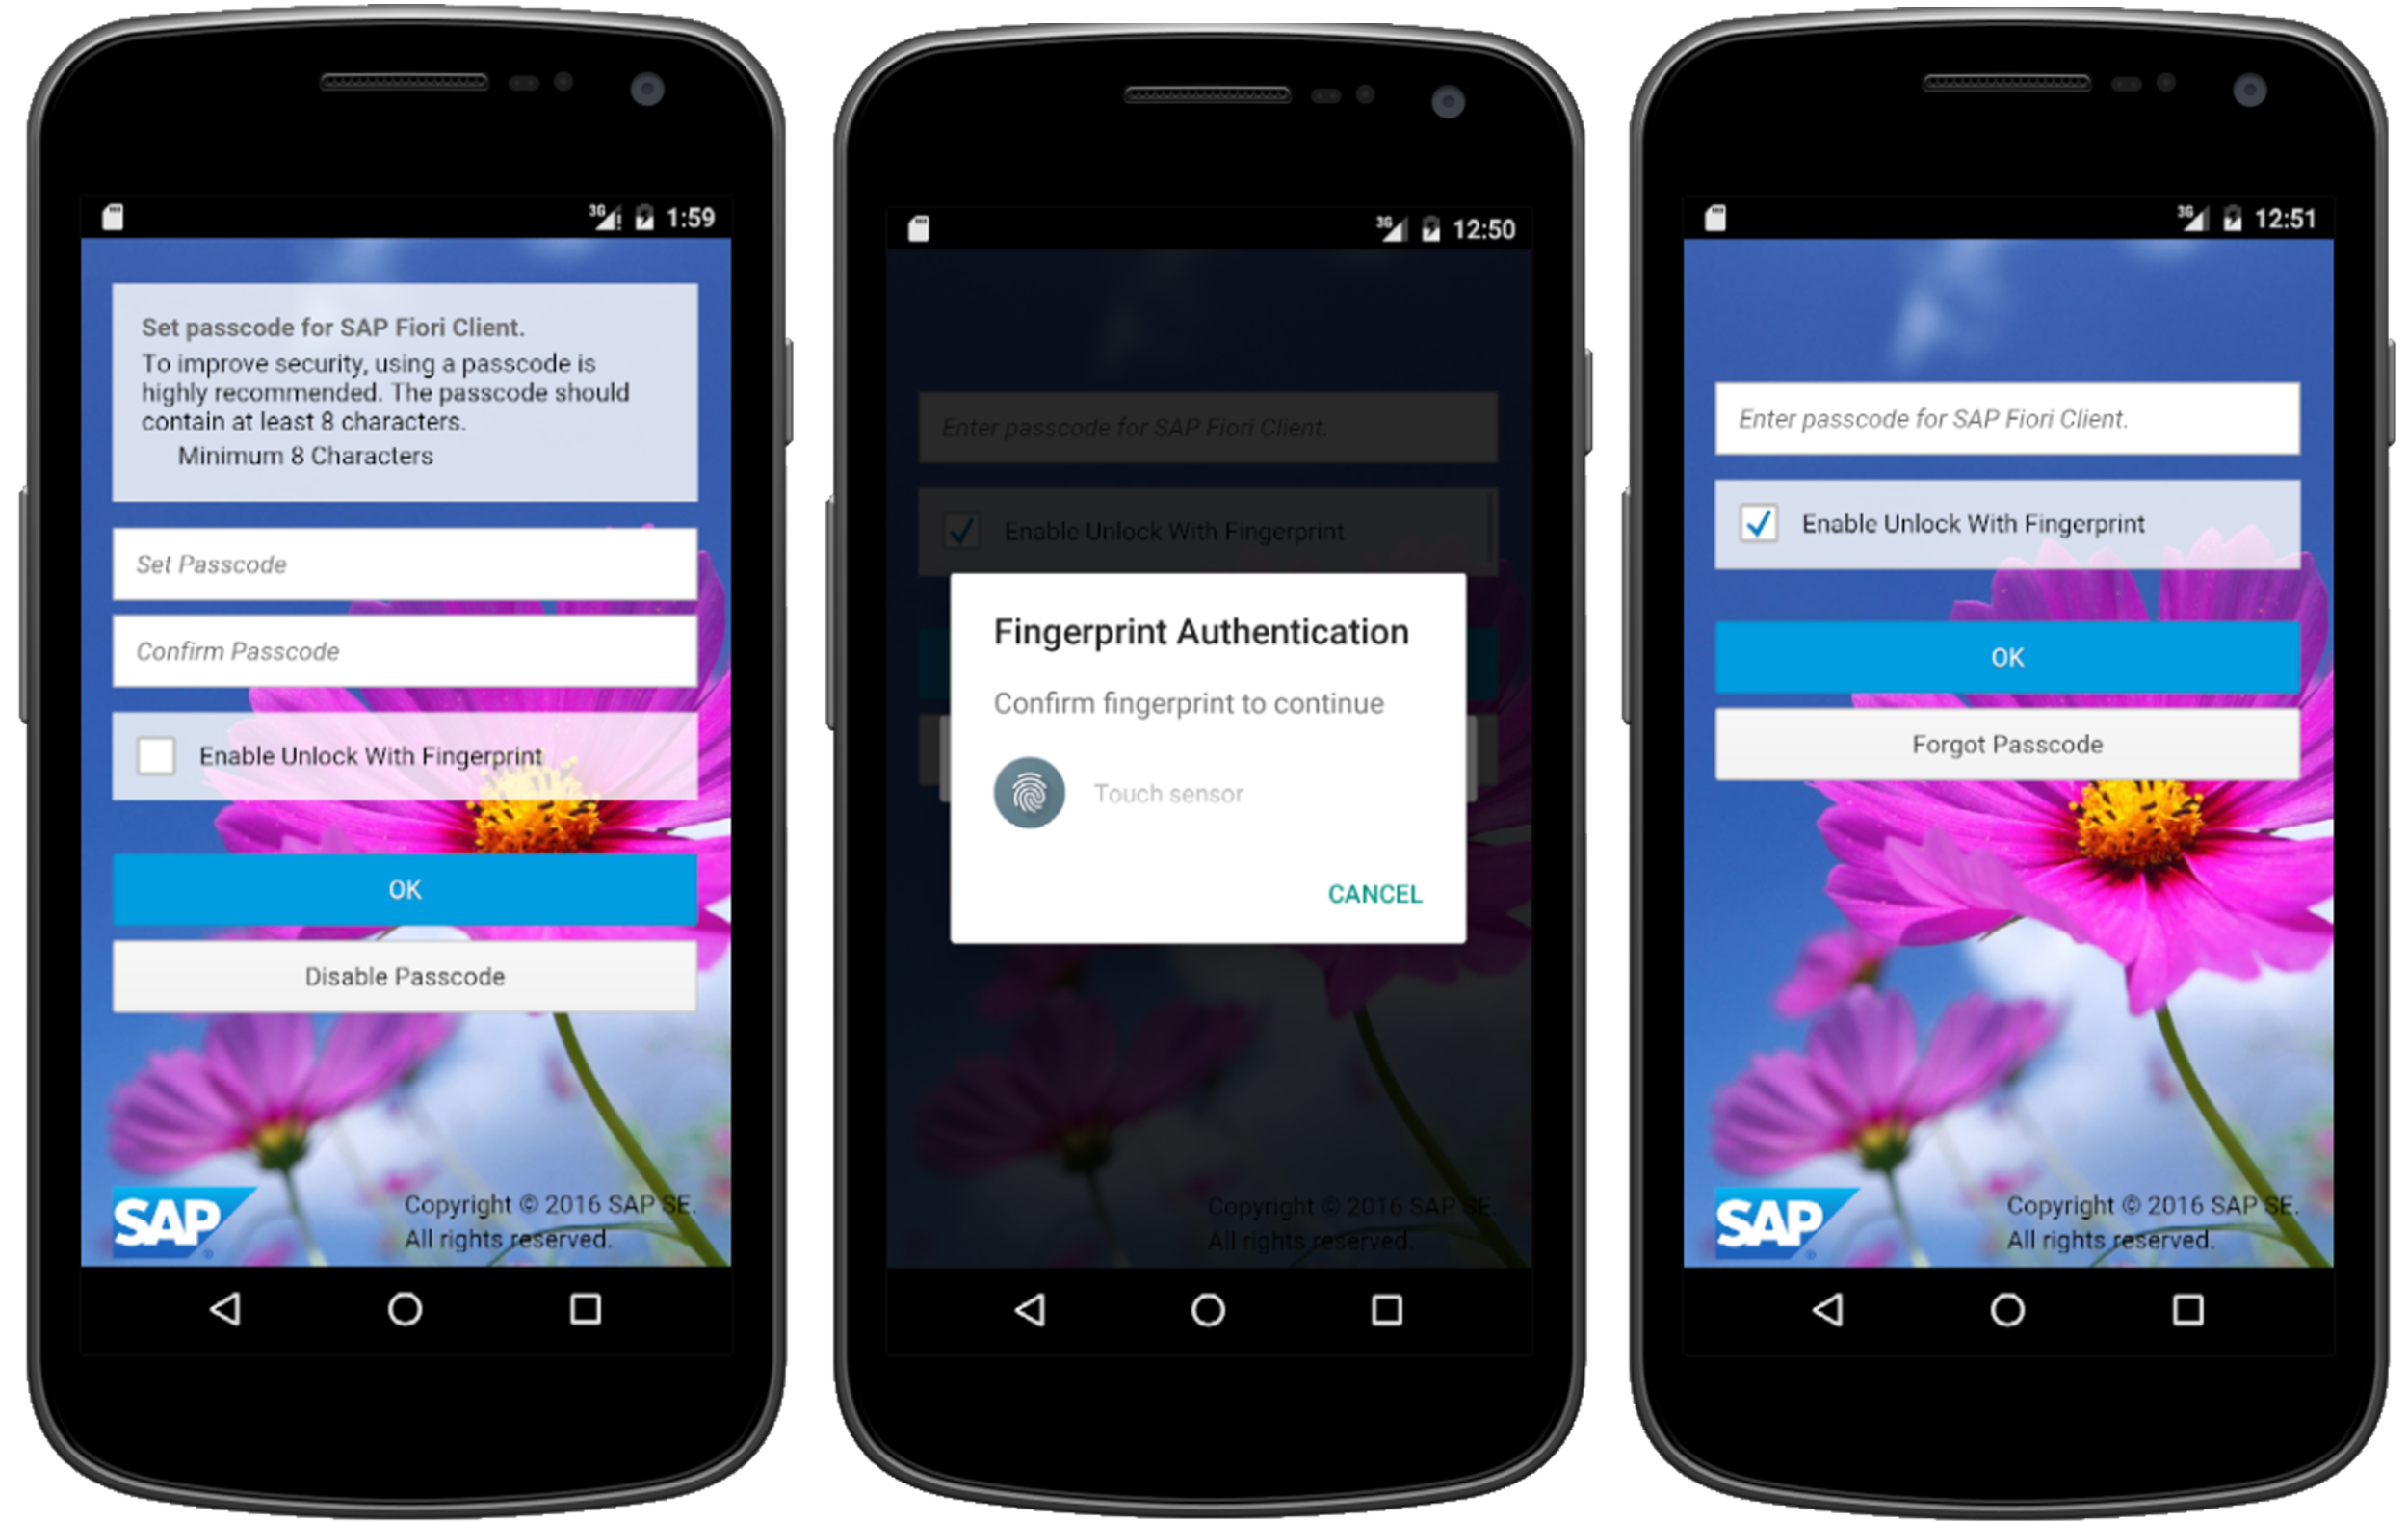 3G 1:59
Set passcode for SAP Fiori Client.
To improve security, using a passcode is
highly recommended. The passcode should
contain at least 8 characters.
Minimum 8 Characters
Set Passcode
Confirm Passcode
Enable Unlock With Fingerprint
OK
Disable Passcode
SAP ®
Copyright © 2016 SAP SE.
All rights reserved.
3G 12:50
Enter passcode for SAP Fiori Client.
Enable Unlock With Fingerprint
Fingerprint Authentication
Confirm fingerprint to continue
Touch sensor
CANCEL
Copyright © 2016 SAP SE.
All rights reserved.
3G 12:51
Enter passcode for SAP Fiori Client.
Enable Unlock With Fingerprint
OK
Forgot Passcode
SAP ®
Copyright © 2016 SAP SE.
All rights reserved.